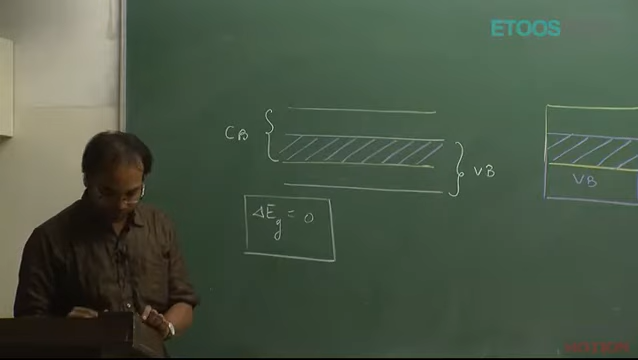 ETOOS
CB
VB
VB
ΔEg = 0